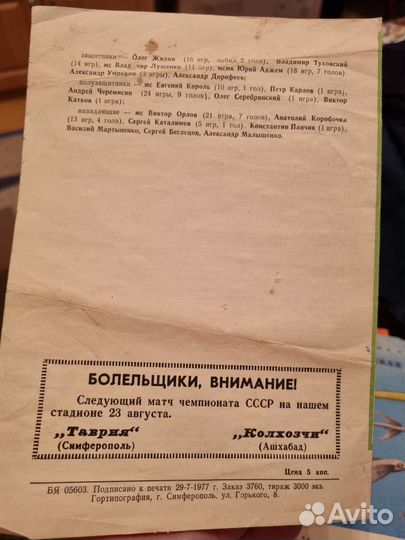 защитники — Олег Жилин (16 игр, забил 2 гола), Владимир Туховский
(14 игр), мс Владимир Лущенко (11 игр), мсмк Юрий Аджем (18 игр, 7 голов)
Александр Умрихин (5 игры), Александр Дорофеев;
полузащитники — мс Евгений Король (10 игр, 1 гол), Петр Карлов (1 игра),
Андрей Черемисин (24 игры, 9 голов), Олег Серебрянский (1 игра), Виктор
Катков (1 игра);
нападающие — мс Виктор Орлов (21 игра, 7 голов), Анатолий Коробочка
(13 игр, 4 гола), Сергей Каталимов (5 игр, 1 гол), Константин Панчик (1 игра),
Василий Мартыненко, Сергей Беглецов, Александр Малышенко.
БОЛЕЛЬЩИКИ, ВНИМАНИЕ!
Следующий матч чемпионата СССР на нашем
стадионе 23 августа.
„Таврия“ „Колхозчи“
(Симферополь) (Ашхабад)
Цена 5 коп.
БЯ 05603. Подписано к печати 29-7-1977 г. Заказ 3760, тираж 3000 экз.
Гортипография, г. Симферополь, ул. Горького, 8.
Avito